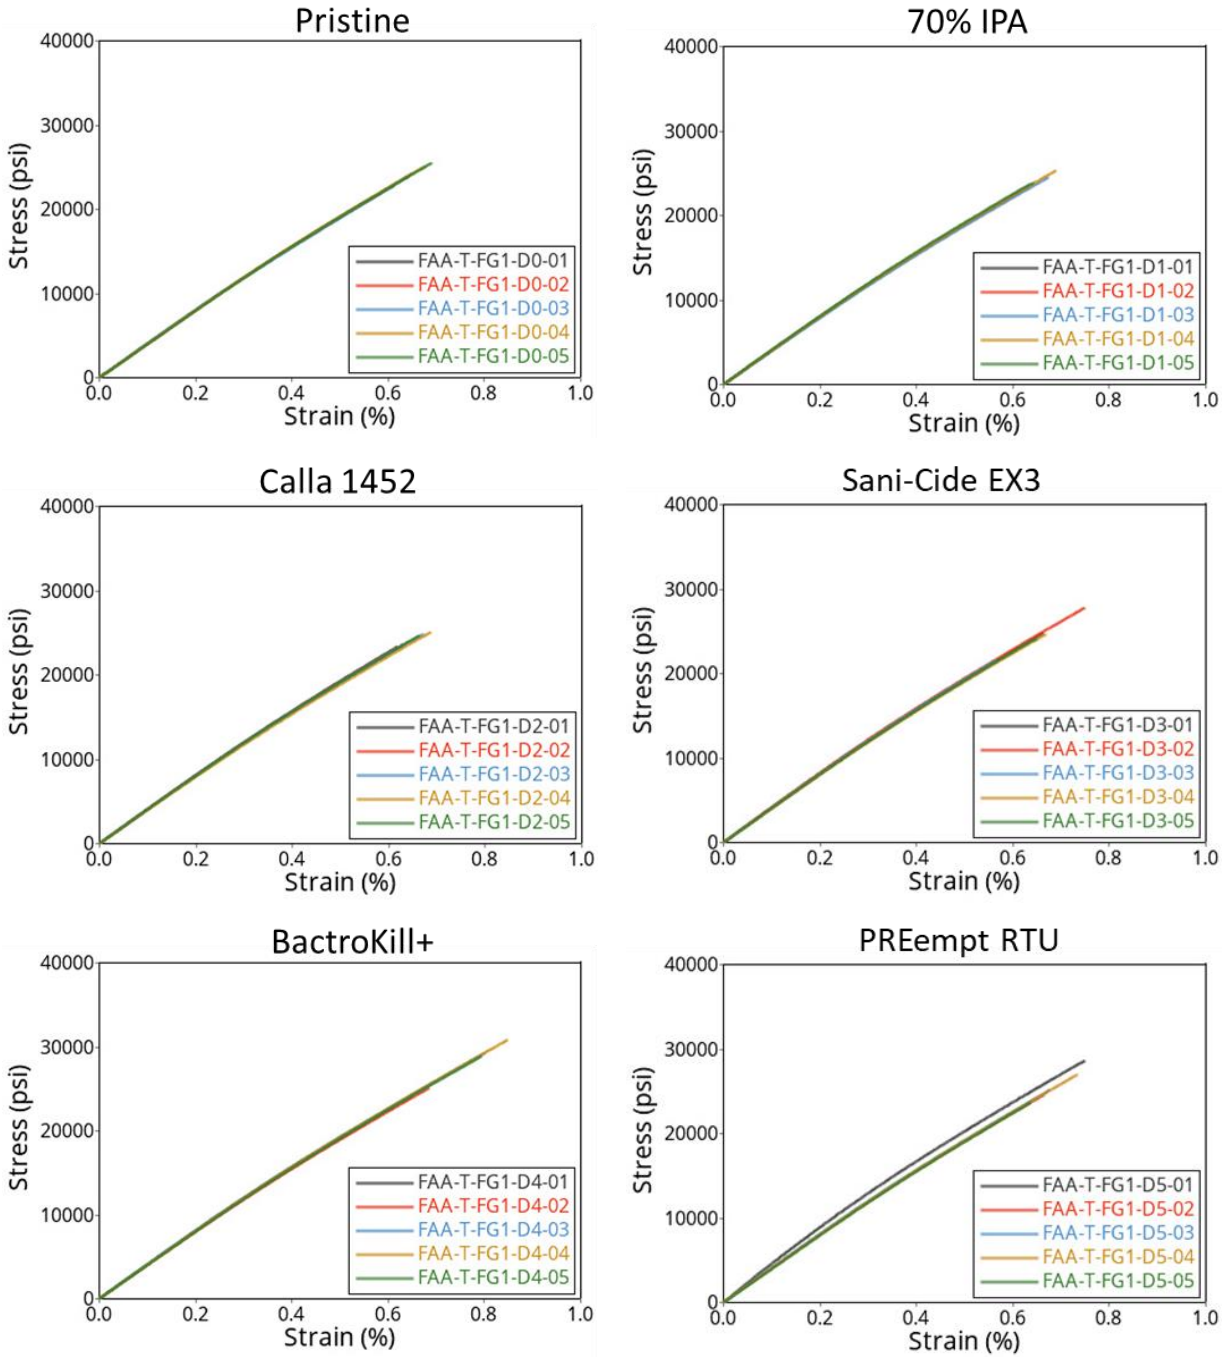 Pristine
40000
30000
20000
10000
0
Stress (psi)
FAA-T-FG1-D0-01
FAA-T-FG1-D0-02
FAA-T-FG1-D0-03
FAA-T-FG1-D0-04
FAA-T-FG1-D0-05
0.0 0.2 0.4 0.6 0.8 1.0
Strain (%)
70% IPA
40000
30000
20000
10000
0
Stress (psi)
FAA-T-FG1-D1-01
FAA-T-FG1-D1-02
FAA-T-FG1-D1-03
FAA-T-FG1-D1-04
FAA-T-FG1-D1-05
0.0 0.2 0.4 0.6 0.8 1.0
Strain (%)
Calla 1452
40000
30000
20000
10000
0
Stress (psi)
FAA-T-FG1-D2-01
FAA-T-FG1-D2-02
FAA-T-FG1-D2-03
FAA-T-FG1-D2-04
FAA-T-FG1-D2-05
0.0 0.2 0.4 0.6 0.8 1.0
Strain (%)
Sani-Cide EX3
40000
30000
20000
10000
0
Stress (psi)
FAA-T-FG1-D3-01
FAA-T-FG1-D3-02
FAA-T-FG1-D3-03
FAA-T-FG1-D3-04
FAA-T-FG1-D3-05
0.0 0.2 0.4 0.6 0.8 1.0
Strain (%)
BactroKill+
40000
30000
20000
10000
0
Stress (psi)
FAA-T-FG1-D4-01
FAA-T-FG1-D4-02
FAA-T-FG1-D4-03
FAA-T-FG1-D4-04
FAA-T-FG1-D4-05
0.0 0.2 0.4 0.6 0.8 1.0
Strain (%)
PREempt RTU
40000
30000
20000
10000
0
Stress (psi)
FAA-T-FG1-D5-01
FAA-T-FG1-D5-02
FAA-T-FG1-D5-03
FAA-T-FG1-D5-04
FAA-T-FG1-D5-05
0.0 0.2 0.4 0.6 0.8 1.0
Strain (%)